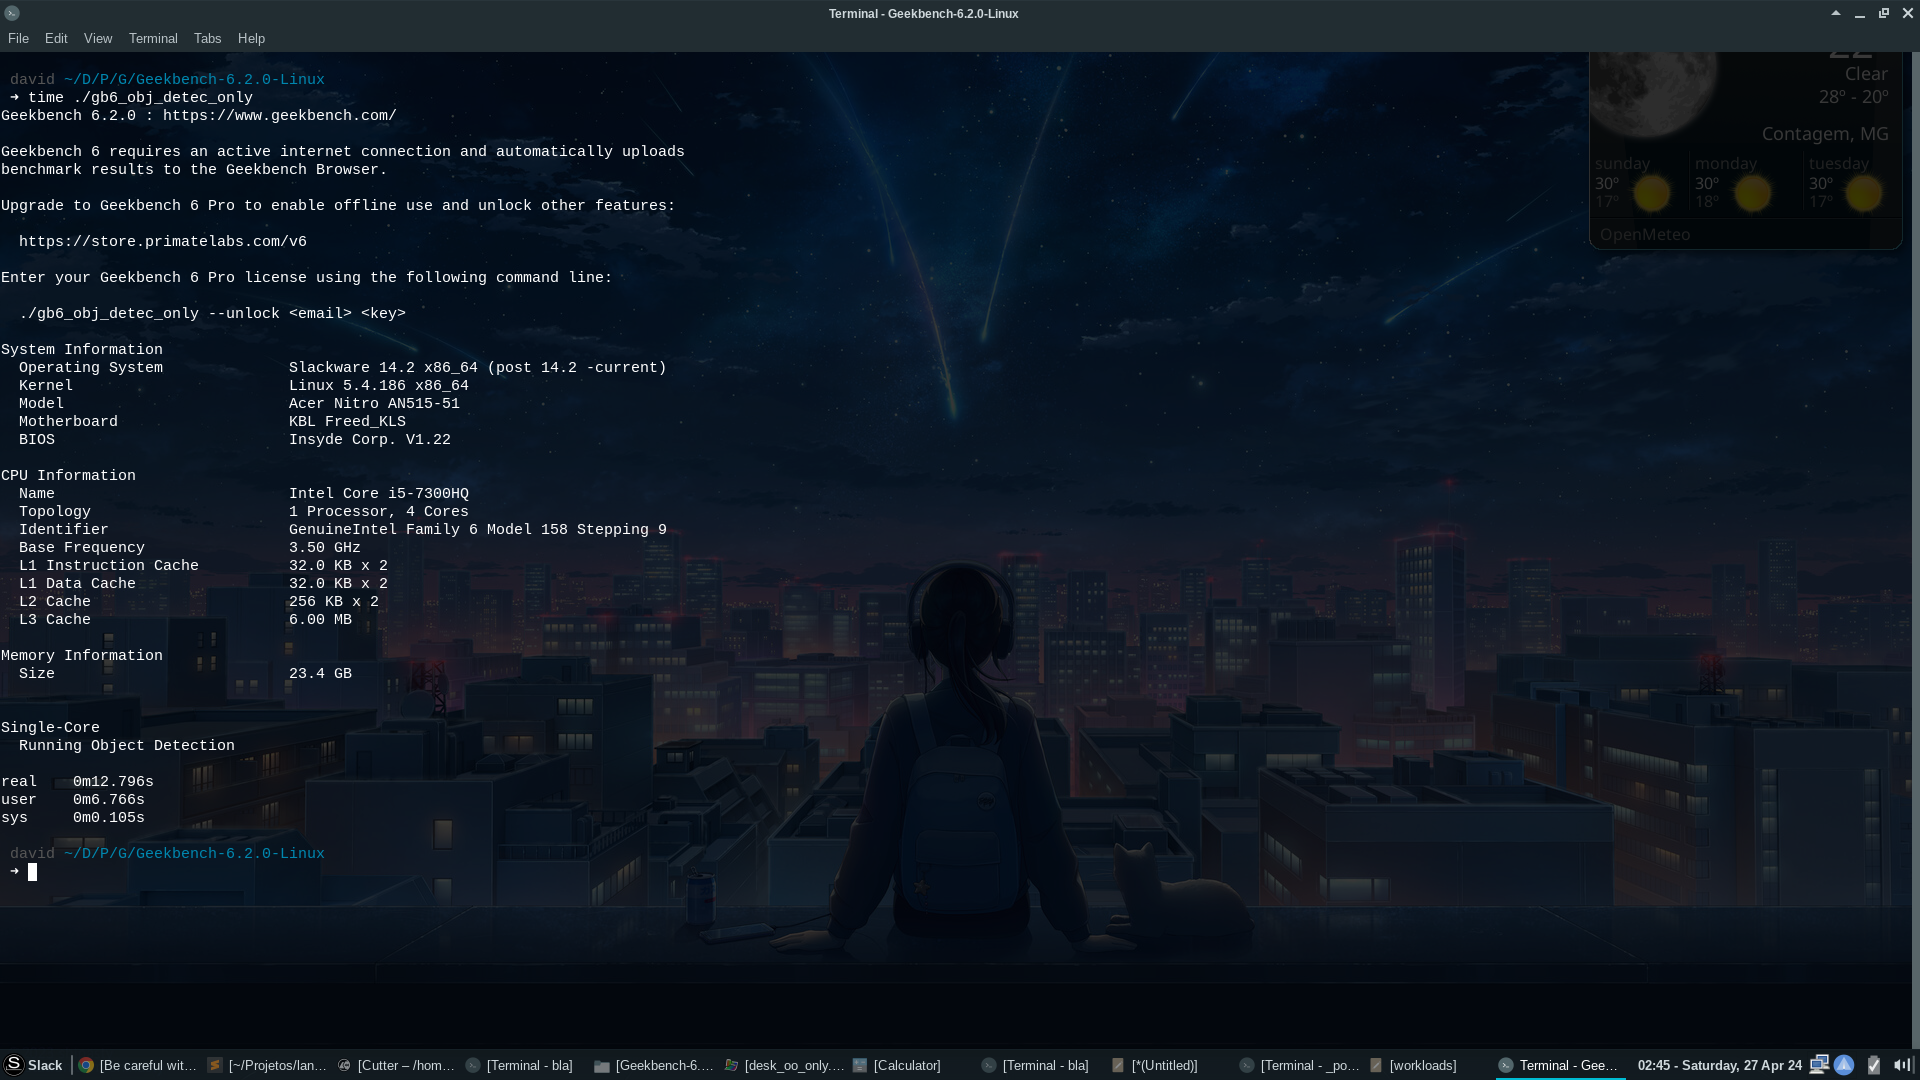 Terminal - Geekbench-6.2.0-Linux
File Edit View Terminal Tabs Help
david ~/D/P/G/Geekbench-6.2.0-Linux
➜ time ./gb6_obj_detec_only
Geekbench 6.2.0 : https://www.geekbench.com/
Geekbench 6 requires an active internet connection and automatically uploads
benchmark results to the Geekbench Browser.
Upgrade to Geekbench 6 Pro to enable offline use and unlock other features:
https://store.primatelabs.com/v6
Enter your Geekbench 6 Pro license using the following command line:
./gb6_obj_detec_only --unlock <email> <key>
System Information
Operating System Slackware 14.2 x86_64 (post 14.2 -current)
Kernel Linux 5.4.186 x86_64
Model Acer Nitro AN515-51
Motherboard KBL Freed_KLS
BIOS Insyde Corp. V1.22
CPU Information
Name Intel Core i5-7300HQ
Topology 1 Processor, 4 Cores
Identifier GenuineIntel Family 6 Model 158 Stepping 9
Base Frequency 3.50 GHz
L1 Instruction Cache 32.0 KB x 2
L1 Data Cache 32.0 KB x 2
L2 Cache 256 KB x 2
L3 Cache 6.00 MB
Memory Information
Size 23.4 GB
Single-Core
Running Object Detection
real 0m12.796s
user 0m6.766s
sys 0m0.105s
david ~/D/P/G/Geekbench-6.2.0-Linux
➜
Clear
28º - 20º
Contagem, MG
sunday monday tuesday
30º 30º 30º
17º 18º 17º
OpenMeteo
Slack [Be careful wit... [~/Projetos/lan... [Cutter – /hom... [Terminal - bla] [Geekbench-6.... [desk_oo_only.... [Calculator] [Terminal - bla] [*(Untitled)] [Terminal - _po... [workloads] Terminal - Gee... 02:45 - Saturday, 27 Apr 24